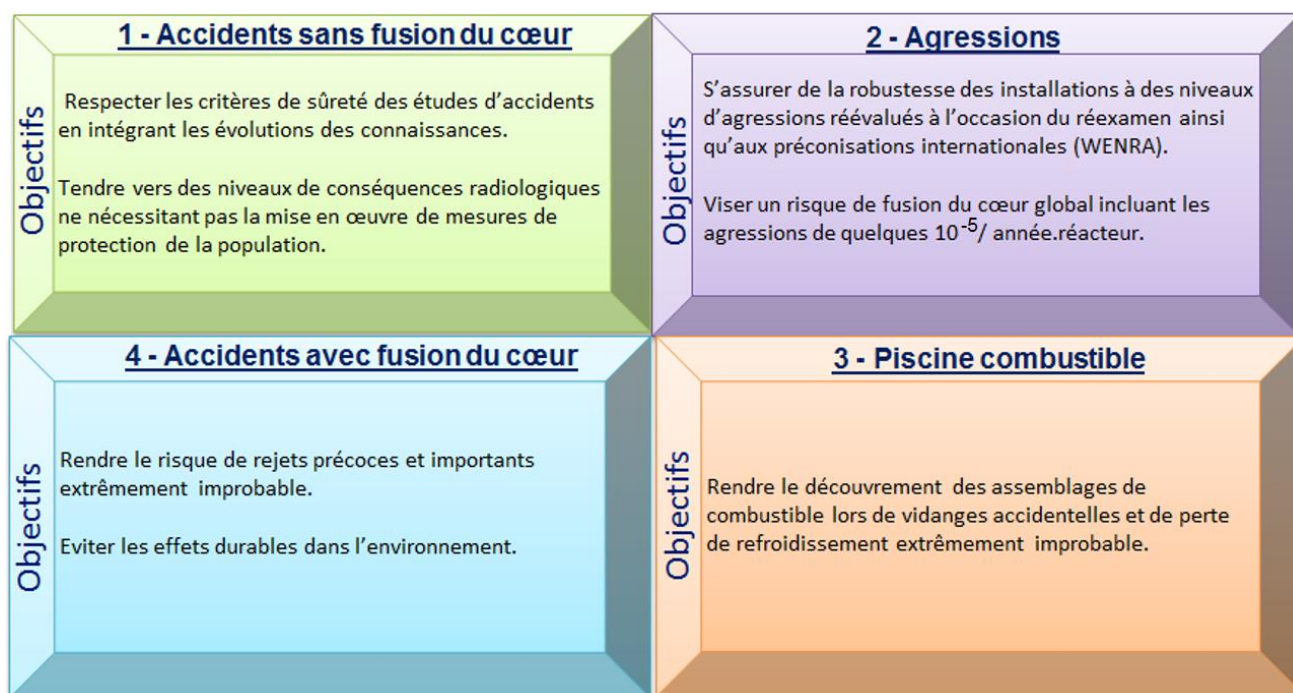 1 - Accidents sans fusion du cœur
Objectifs
Respecter les critères de sûreté des études d'accidents
en intégrant les évolutions des connaissances.
Tendre vers des niveaux de conséquences radiologiques
ne nécessitant pas la mise en œuvre de mesures de
protection de la population.
2 - Agressions
Objectifs
S'assurer de la robustesse des installations à des niveaux
d'agressions réévalués à l'occasion du réexamen ainsi
qu'aux préconisations internationales (WENRA).
Viser un risque de fusion du cœur global incluant les
agressions de quelques 10⁻⁵/ année.réacteur.
4 - Accidents avec fusion du cœur
Objectifs
Rendre le risque de rejets précoces et importants
extrêmement improbable.
Eviter les effets durables dans l'environnement.
3 - Piscine combustible
Objectifs
Rendre le découvrement des assemblages de
combustible lors de vidanges accidentelles et de perte
de refroidissement extrêmement improbable.